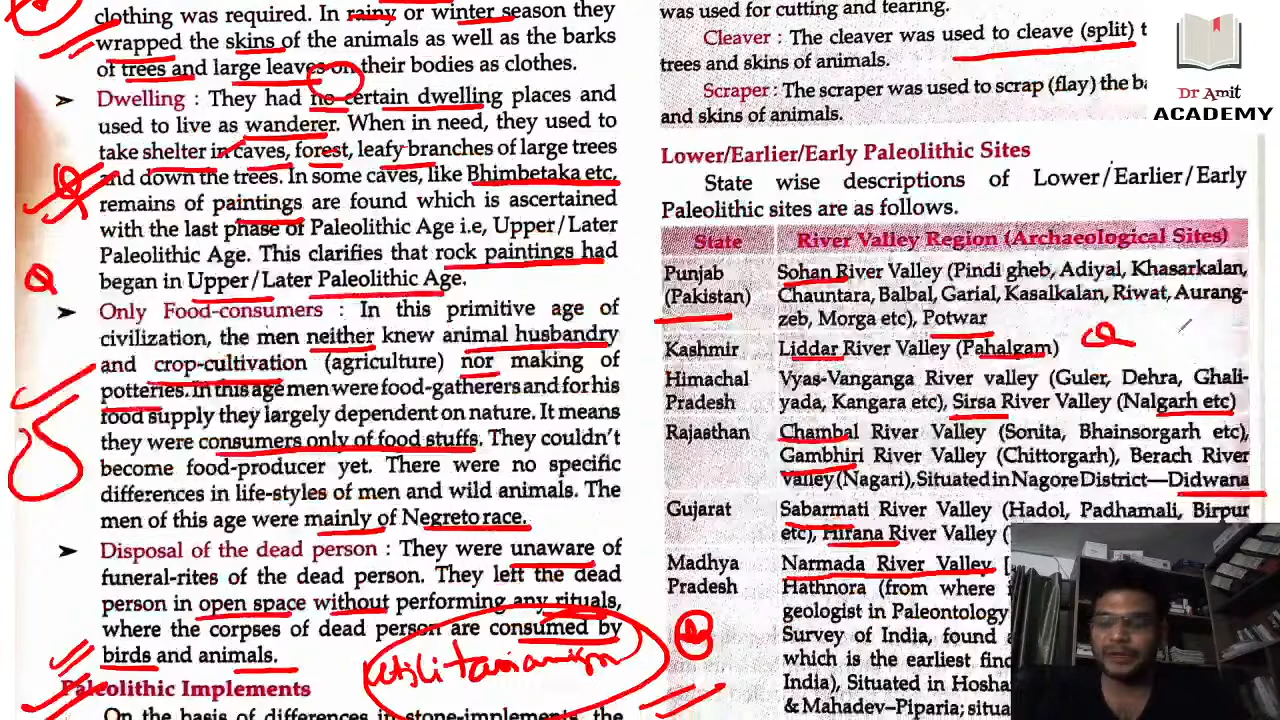 clothing was required. In rainy or winter season they
wrapped the skins of the animals as well as the barks
of trees and large leaves on their bodies as clothes.
➤ Dwelling : They had no certain dwelling places and
used to live as wanderer. When in need, they used to
take shelter in caves, forest, leafy branches of large trees
and down the trees. In some caves, like Bhimbetaka etc,
remains of paintings are found which is ascertained
with the last phase of Paleolithic Age i.e, Upper/Later
Paleolithic Age. This clarifies that rock paintings had
began in Upper/Later Paleolithic Age.
➤ Only Food-consumers : In this primitive age of
civilization, the men neither knew animal husbandry
and crop-cultivation (agriculture) nor making of
potteries. In this age men were food-gatherers and for his
food supply they largely dependent on nature. It means
they were consumers only of food stuffs. They couldn't
become food-producer yet. There were no specific
differences in life-styles of men and wild animals. The
men of this age were mainly of Negreto race.
➤ Disposal of the dead person : They were unaware of
funeral-rites of the dead person. They left the dead
person in open space without performing any rituals,
where the corpses of dead person are consumed by
birds and animals.
Paleolithic Implements
On the basis of differences in stone-implements, the
was used for cutting and tearing.
Cleaver : The cleaver was used to cleave (split) t
trees and skins of animals.
Scraper : The scraper was used to scrap (flay) the ba
and skins of animals.
Lower/Earlier/Early Paleolithic Sites
State wise descriptions of Lower/Earlier/Early
Paleolithic sites are as follows.
State River Valley Region (Archaeological Sites)
Punjab Sohan River Valley (Pindi gheb, Adiyal, Khasarkalan,
(Pakistan) Chauntara, Balbal, Garial, Kasalkalan, Riwat, Aurang-
zeb, Morga etc), Potwar
Kashmir Liddar River Valley (Pahalgam)
Himachal Vyas-Vanganga River valley (Guler, Dehra, Ghali-
Pradesh yada, Kangara etc), Sirsa River Valley (Nalgarh etc)
Rajasthan Chambal River Valley (Sonita, Bhainsorgarh etc),
Gambhiri River Valley (Chittorgarh), Berach River
valley (Nagari), Situated in Nagore District—Didwana
Gujarat Sabarmati River Valley (Hadol, Padhamali, Birpur
etc), Hirana River Valley (
Madhya Narmada River Valley [
Pradesh Hathnora (from where i
geologist in Paleontology
Survey of India, found a
which is the earliest find
India), Situated in Hosha
& Mahadev-Piparia; situa
Dr Amit
ACADEMY